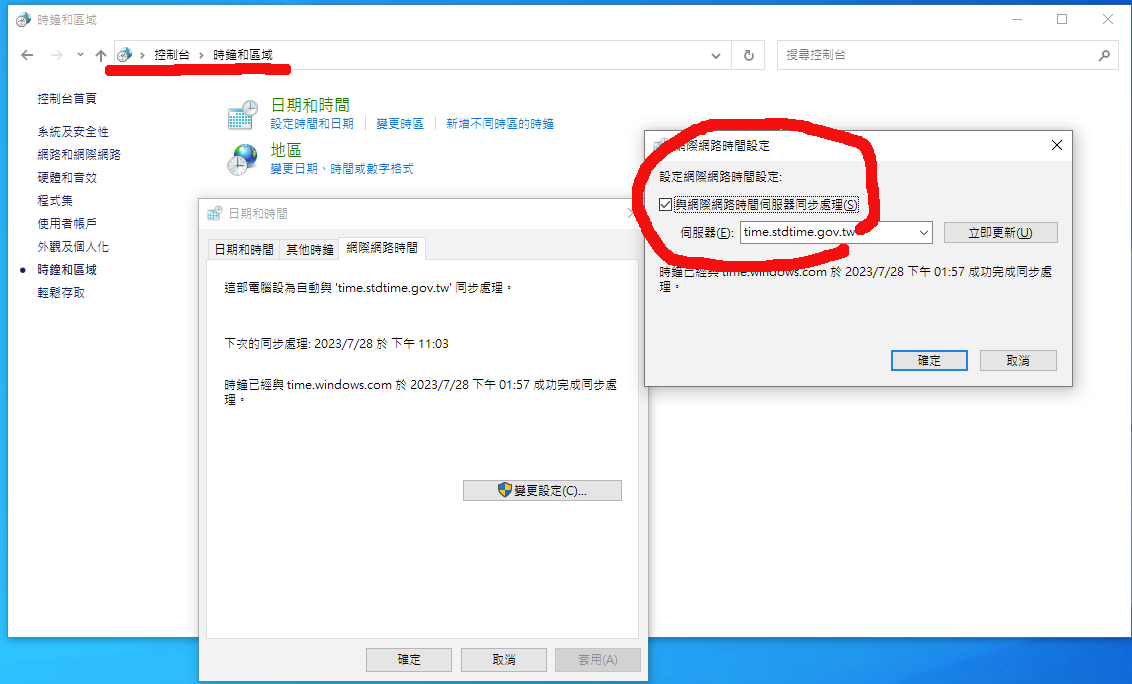 時鐘和區域
控制台 › 時鐘和區域
搜尋控制台
控制台首頁
系統及安全性
網路和網際網路
硬體和音效
程式集
使用者帳戶
外觀及個人化
時鐘和區域
輕鬆存取
日期和時間
設定時間和日期 變更時區 新增不同時區的時鐘
地區
變更日期、時間或數字格式
日期和時間
日期和時間 其他時鐘 網際網路時間
這部電腦設為自動與 'time.stdtime.gov.tw' 同步處理。
下次的同步處理: 2023/7/28 於 下午 11:03
時鐘已經與 time.windows.com 於 2023/7/28 下午 01:57 成功完成同步處
理。
變更設定(C)...
確定 取消 套用(A)
網際網路時間設定
設定網際網路時間設定:
與網際網路時間伺服器同步處理(S)
伺服器(E): time.stdtime.gov.tw 立即更新(U)
時鐘已經與 time.windows.com 於 2023/7/28 下午 01:57 成功完成同步處
理。
確定 取消